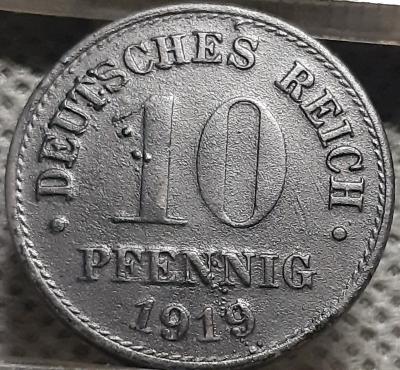 · DEUTSCHES REICH ·
10
PFENNIG
1919